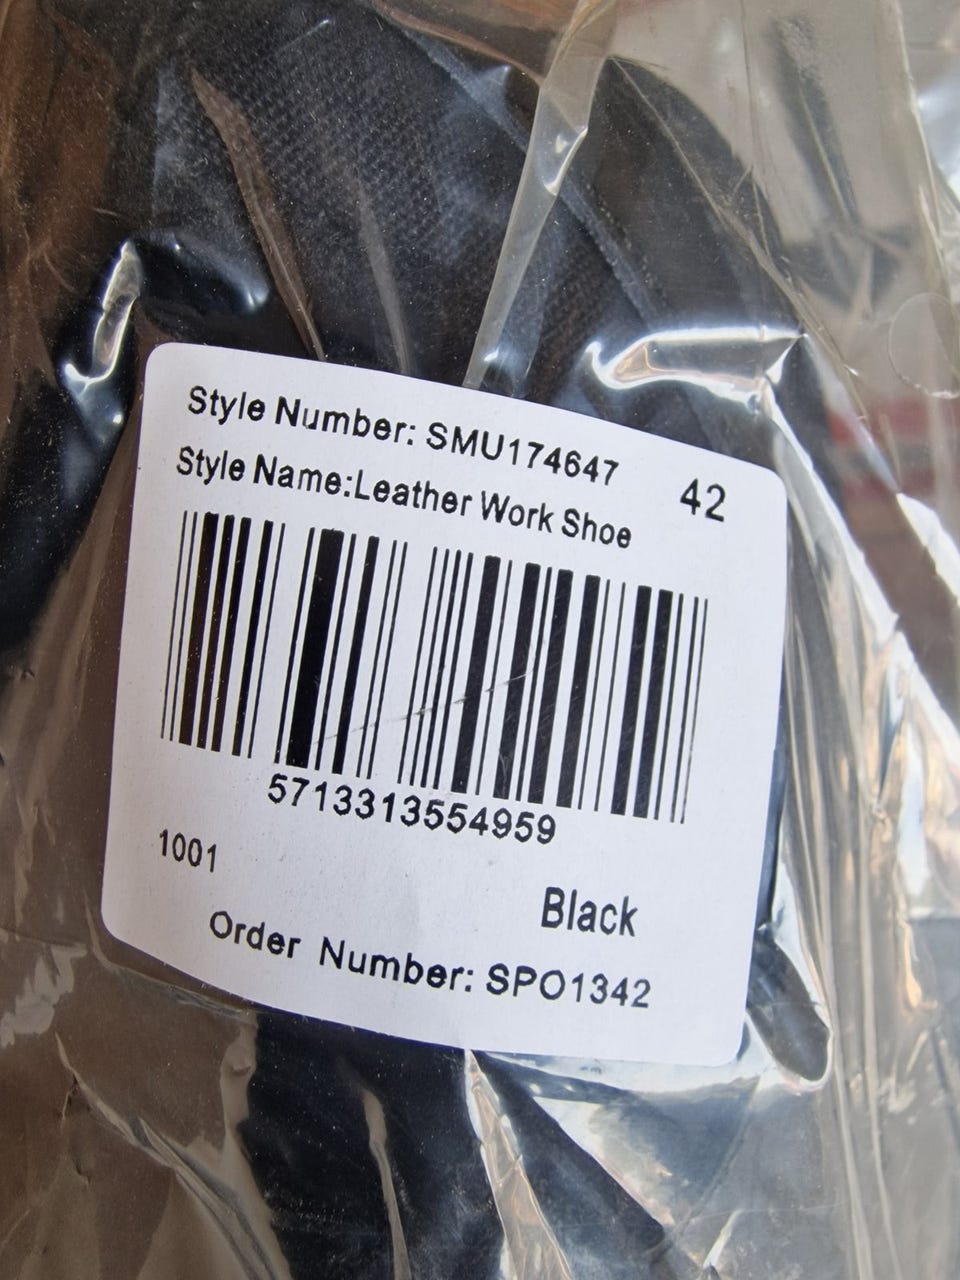 Style Number: SMU174647
42
Style Name:Leather Work Shoe
5713313554959
1001
Black
Order Number: SPO1342